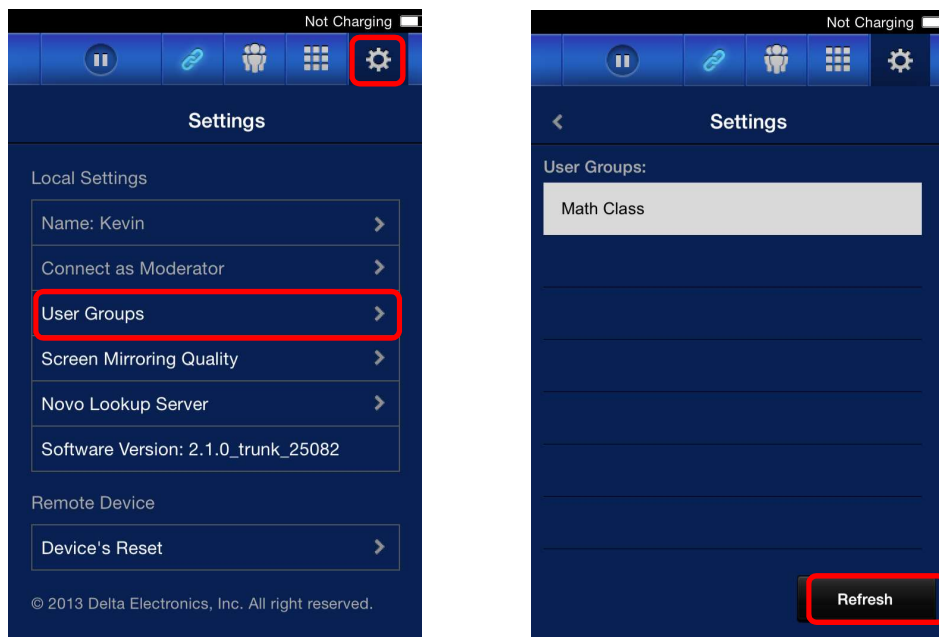 Not Charging
Settings
Local Settings
Name: Kevin
Connect as Moderator
User Groups
Screen Mirroring Quality
Novo Lookup Server
Software Version: 2.1.0_trunk_25082
Remote Device
Device's Reset
© 2013 Delta Electronics, Inc. All right reserved.
Not Charging
Settings
User Groups:
Math Class
Refresh